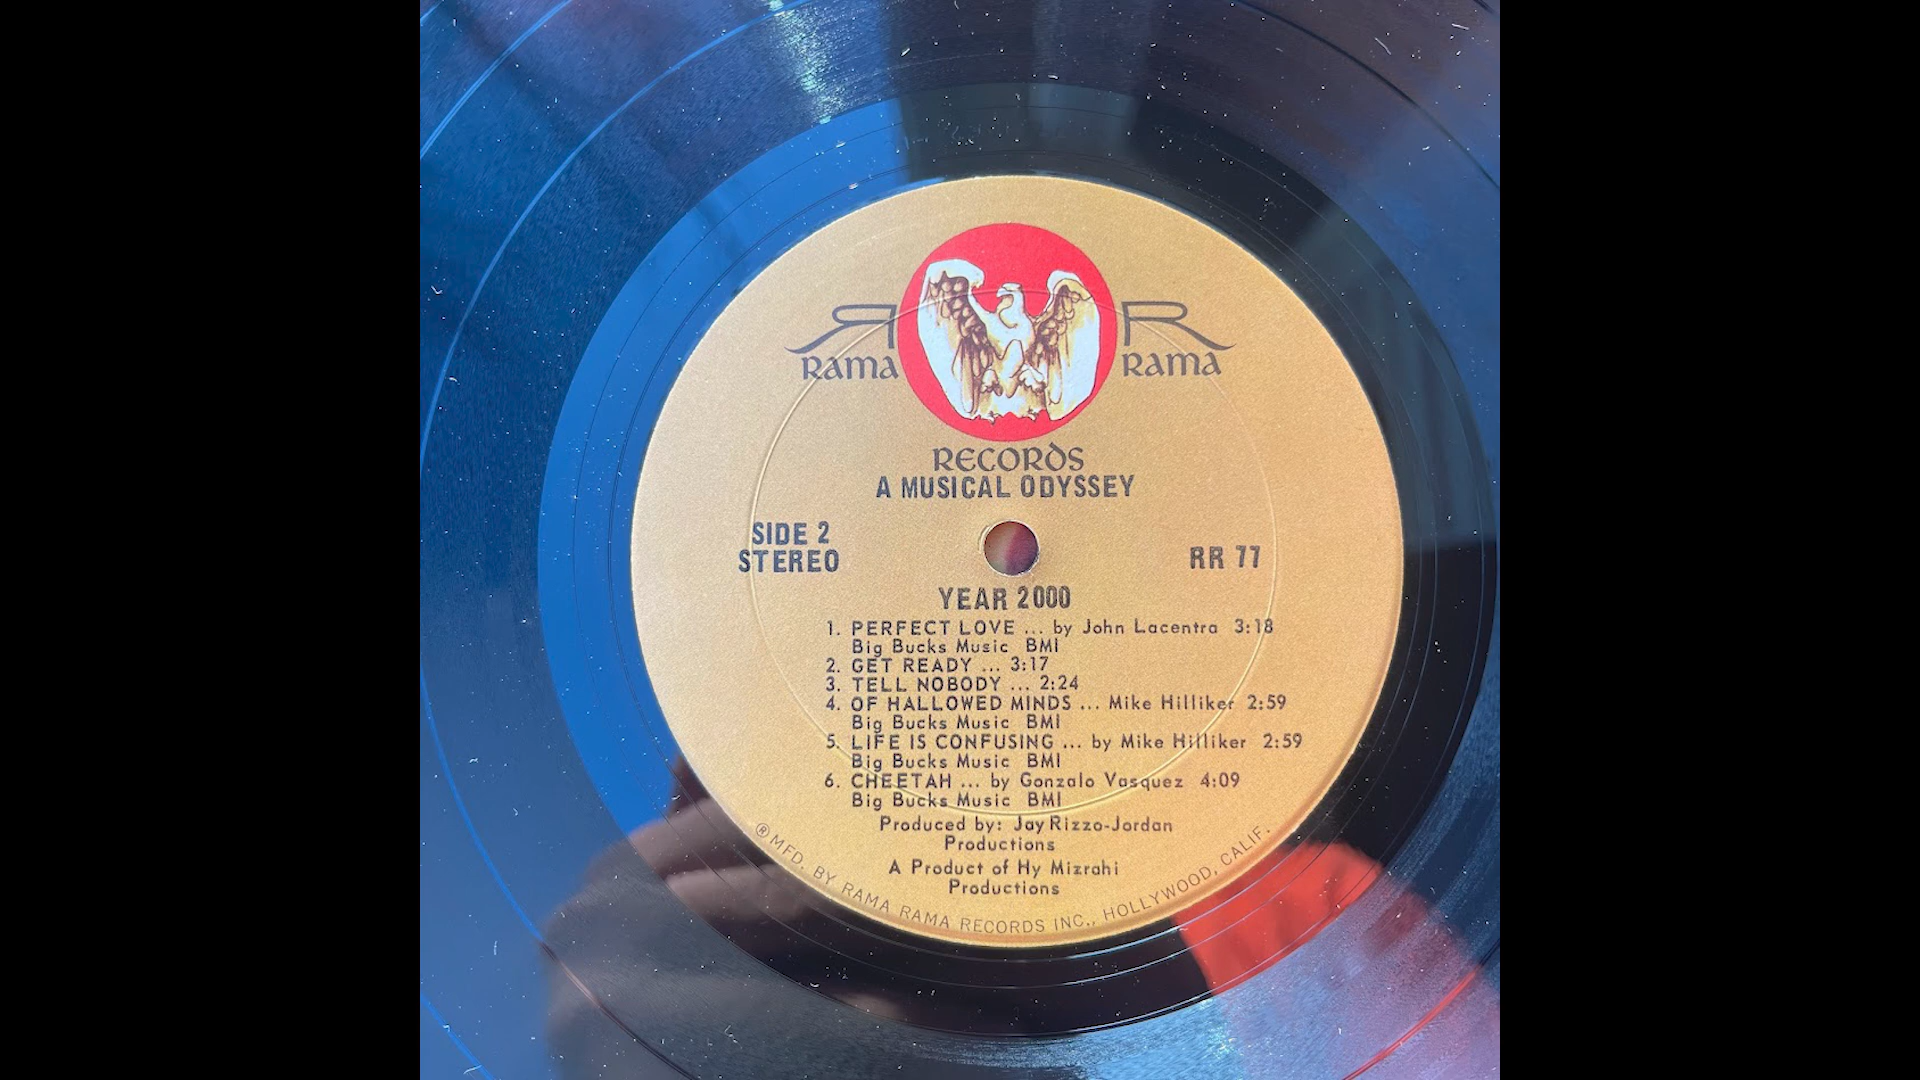 R R
RAMA RAMA
RECORDS
A MUSICAL ODYSSEY
SIDE 2
STEREO
RR 77
YEAR 2000
1. PERFECT LOVE ... by John Lacentra 3:18
Big Bucks Music BMI
2. GET READY ... 3:17
3. TELL NOBODY ... 2:24
4. OF HALLOWED MINDS ... Mike Hilliker 2:59
Big Bucks Music BMI
5. LIFE IS CONFUSING ... by Mike Hilliker 2:59
Big Bucks Music BMI
6. CHEETAH ... by Gonzalo Vasquez 4:09
Big Bucks Music BMI
Produced by: Jay Rizzo-Jordan
Productions
A Product of Hy Mizrahi
Productions
® MFD. BY RAMA RAMA RECORDS INC., HOLLYWOOD, CALIF.